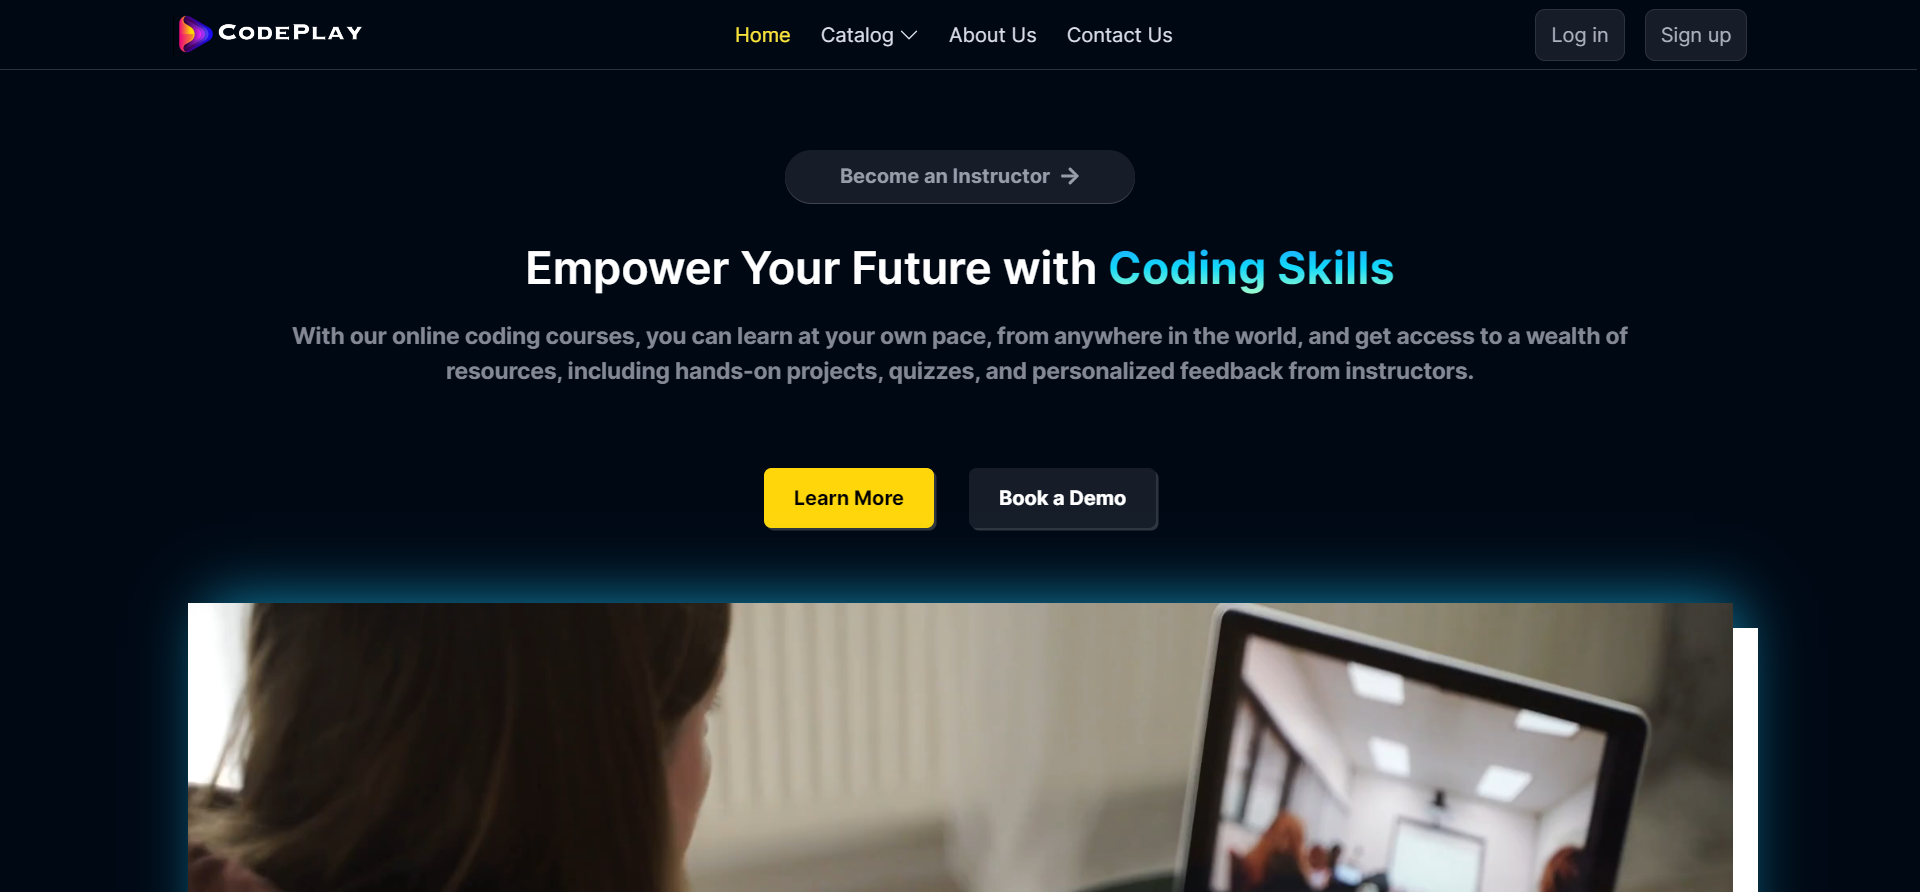 CODEPLAY
Home
Catalog
About Us
Contact Us
Log in
Sign up
Become an Instructor
Empower Your Future with Coding Skills
With our online coding courses, you can learn at your own pace, from anywhere in the world, and get access to a wealth of
resources, including hands-on projects, quizzes, and personalized feedback from instructors.
Learn More
Book a Demo